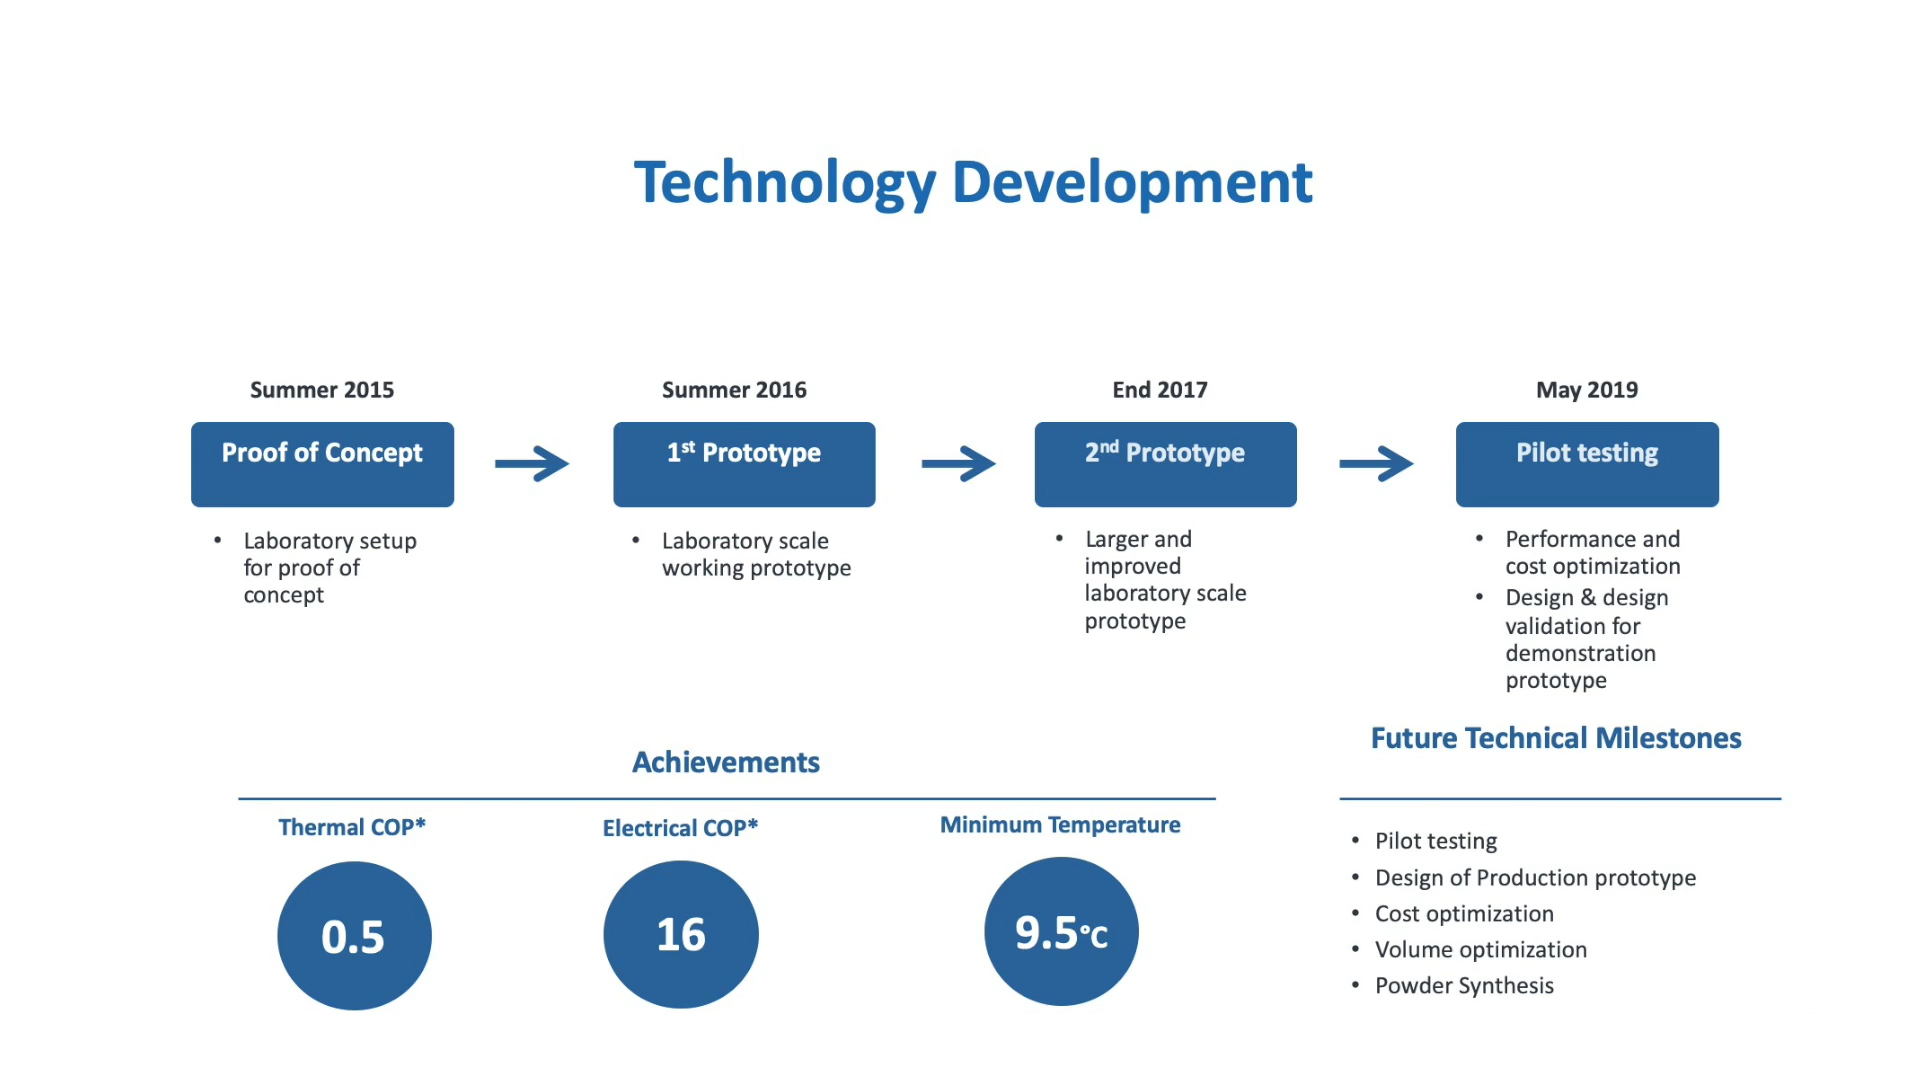 Technology Development
Summer 2015
Proof of Concept
• Laboratory setup
for proof of
concept
Summer 2016
1st Prototype
• Laboratory scale
working prototype
End 2017
2nd Prototype
• Larger and
improved
laboratory scale
prototype
May 2019
Pilot testing
• Performance and
cost optimization
• Design & design
validation for
demonstration
prototype
Achievements
Thermal COP*
0.5
Electrical COP*
16
Minimum Temperature
9.5°C
Future Technical Milestones
• Pilot testing
• Design of Production prototype
• Cost optimization
• Volume optimization
• Powder Synthesis